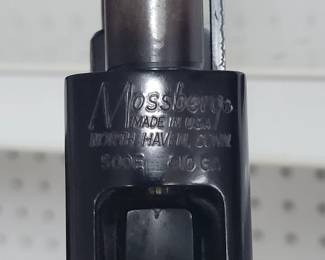 Mossberg
MADE IN U.S.A.
NORTH HAVEN, CONN.
500E 410 GA